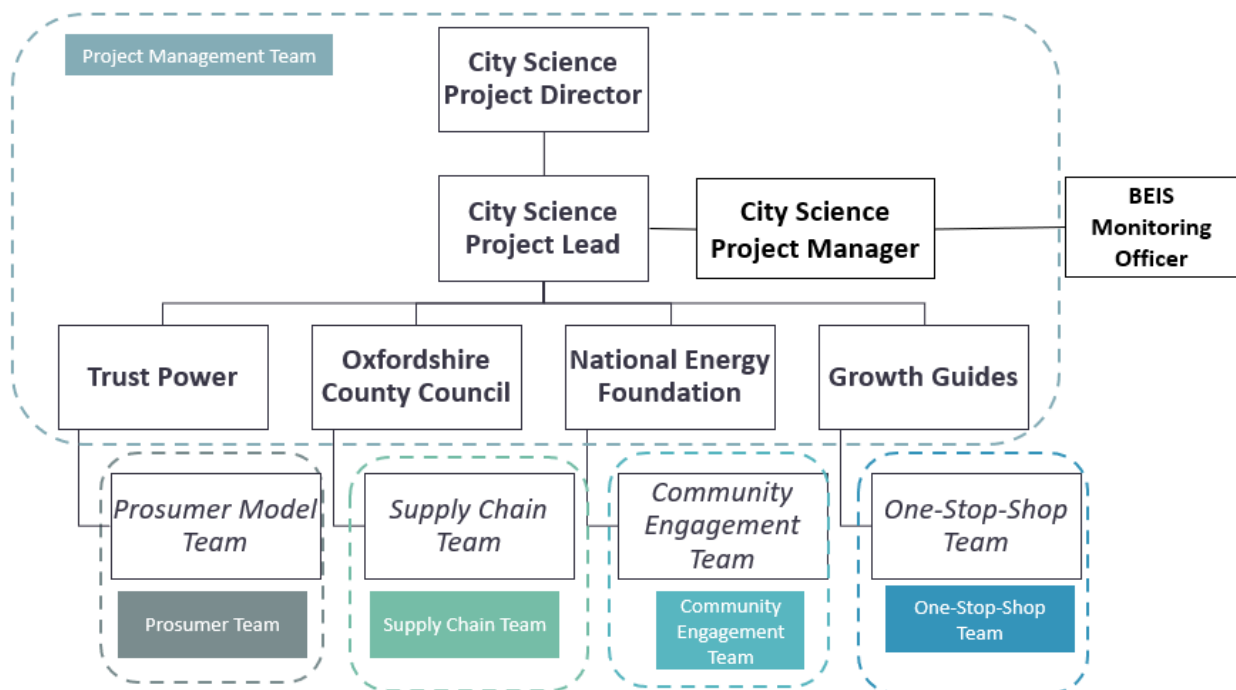 Project Management Team
City Science
Project Director
City Science
Project Lead
City Science
Project Manager
BEIS
Monitoring
Officer
Trust Power
Oxfordshire
County Council
National Energy
Foundation
Growth Guides
Prosumer Model
Team
Supply Chain
Team
Community
Engagement
Team
One-Stop-Shop
Team
Prosumer Team
Supply Chain Team
Community
Engagement
Team
One-Stop-Shop
Team